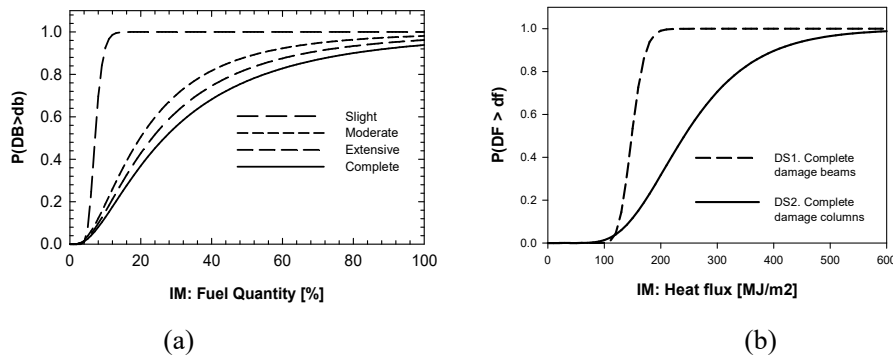 P(DB>db)
1.0
0.8
0.6
0.4
0.2
0.0
Slight
Moderate
Extensive
Complete
0 20 40 60 80 100
IM: Fuel Quantity [%]
(a)
P(DF > df)
1.0
0.8
0.6
0.4
0.2
0.0
DS1. Complete
damage beams
DS2. Complete
damage columns
0 100 200 300 400 500 600
IM: Heat flux [MJ/m2]
(b)